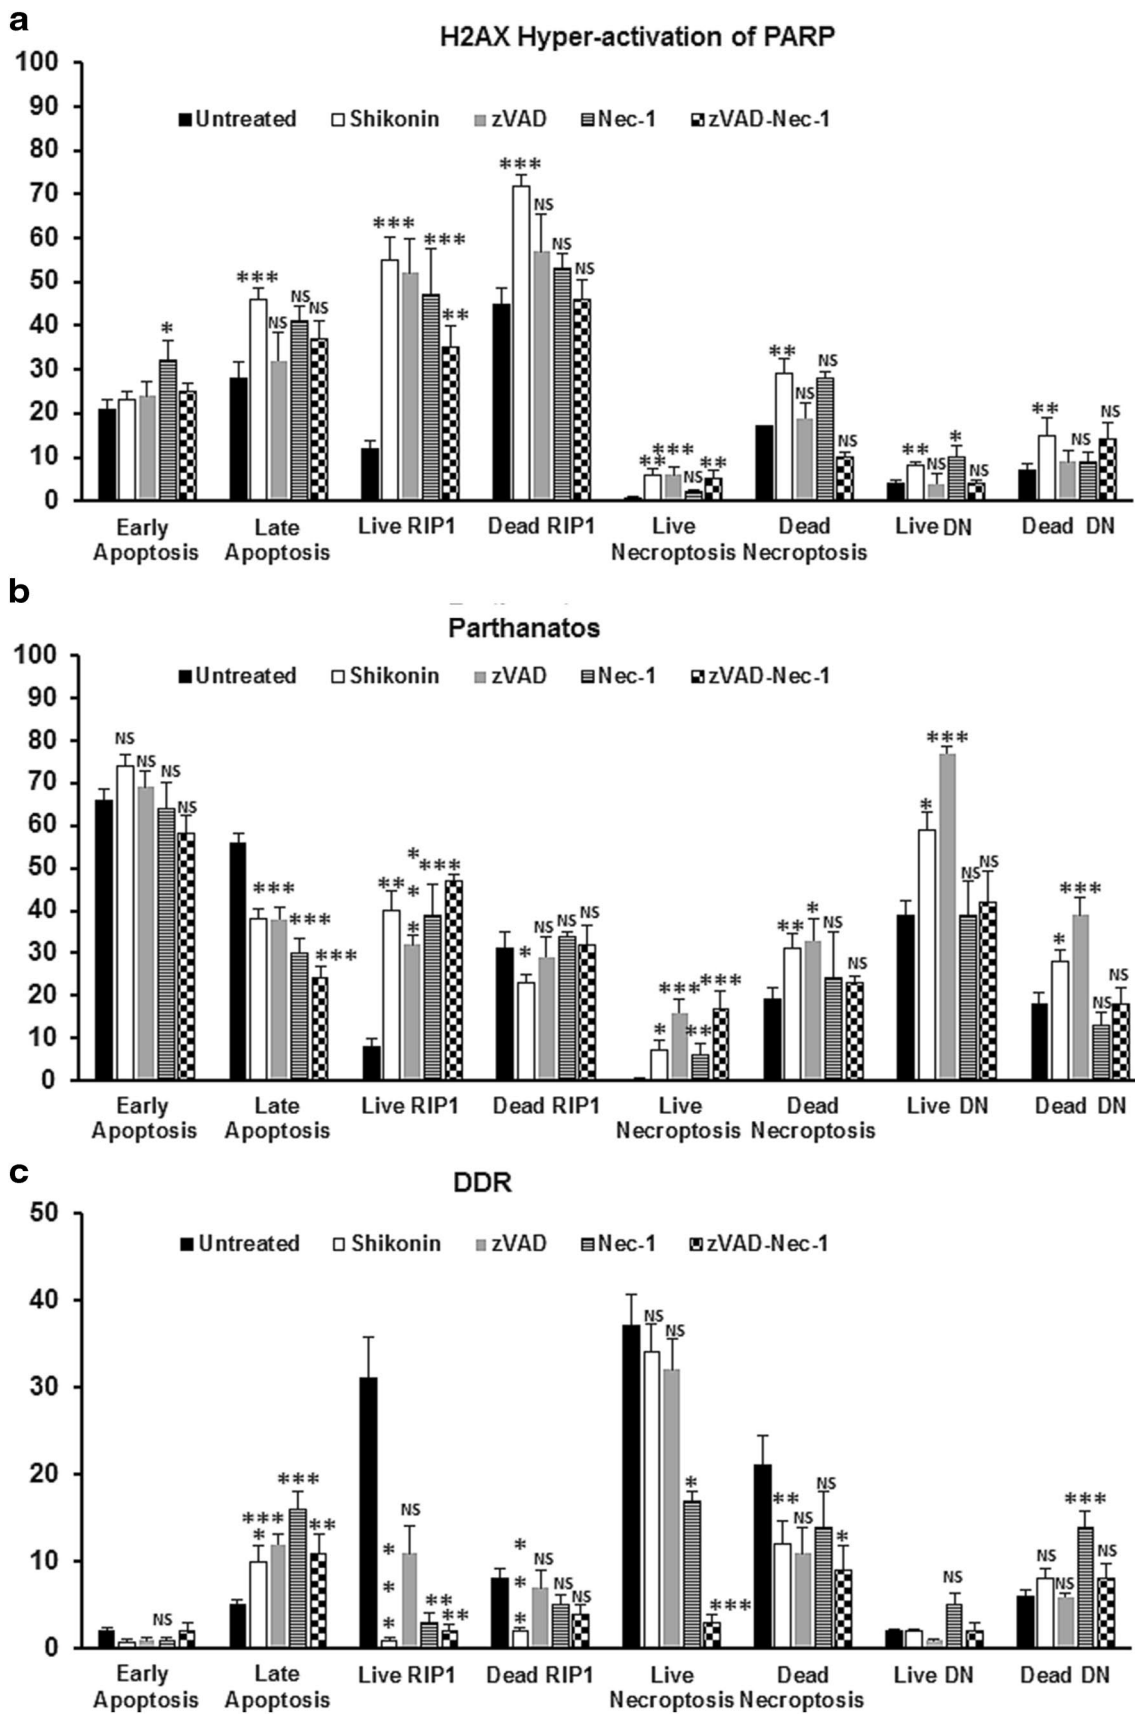 a
H2AX Hyper-activation of PARP
100
90
80
70
60
50
40
30
20
10
0
Untreated Shikonin zVAD Nec-1 zVAD-Nec-1
*
*** NS NS NS
*** *** **
*** NS NS NS
** *** NS **
** NS NS NS
** NS * NS
** NS NS
Early Apoptosis
Late Apoptosis
Live RIP1
Dead RIP1
Live Necroptosis
Dead Necroptosis
Live DN
Dead DN
b
Parthanatos
100
90
80
70
60
50
40
30
20
10
0
Untreated Shikonin zVAD Nec-1 zVAD-Nec-1
NS NS NS NS
*** *** ***
** * * * ***
* NS NS NS
* *** ** ***
** * NS NS
* *** NS NS
* *** NS NS
Early Apoptosis
Late Apoptosis
Live RIP1
Dead RIP1
Live Necroptosis
Dead Necroptosis
Live DN
Dead DN
c
DDR
50
40
30
20
10
0
Untreated Shikonin zVAD Nec-1 zVAD-Nec-1
NS
* *** *** **
* * * NS ** **
* * * NS NS NS
NS NS * ***
** NS NS *
NS
NS NS *** NS
Early Apoptosis
Late Apoptosis
Live RIP1
Dead RIP1
Live Necroptosis
Dead Necroptosis
Live DN
Dead DN